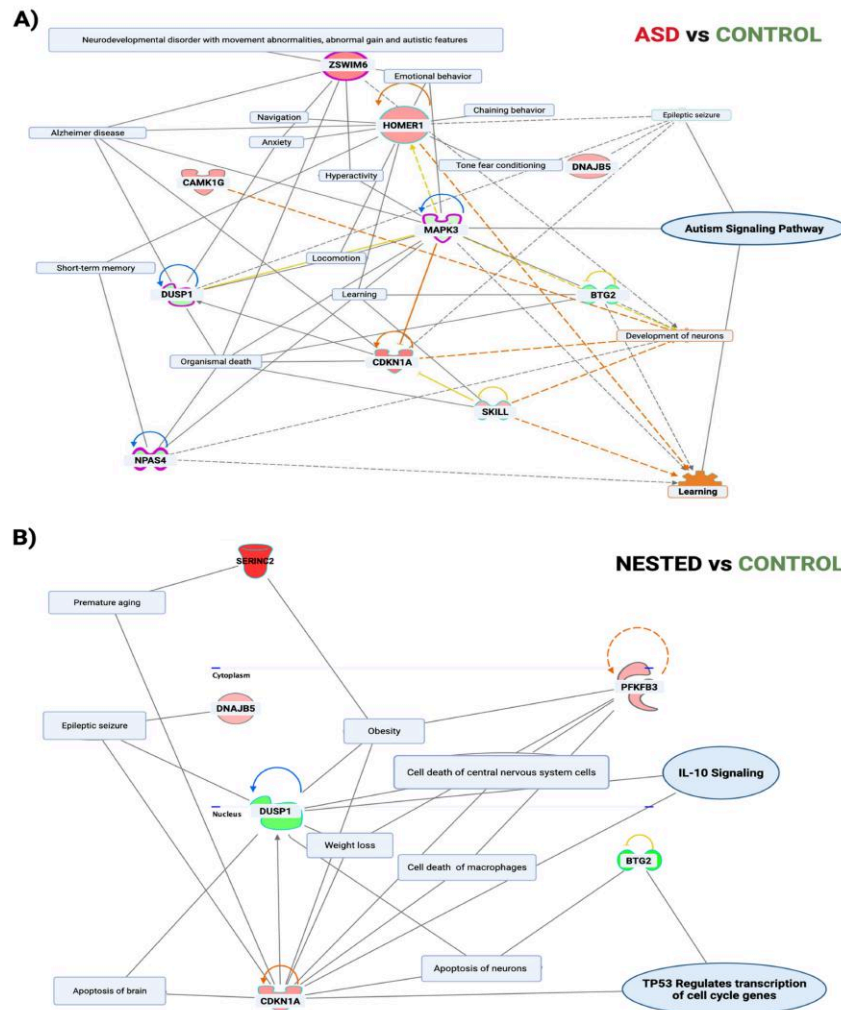 A)
ASD vs CONTROL
Neurodevelopmental disorder with movement abnormalities, abnormal gain and autistic features
ZSWIM6
Emotional behavior
Navigation
Chaining behavior
HOMER1
Epileptic seizure
Alzheimer disease
Anxiety
Tone fear conditioning
DNAJB5
CAMK1G
Hyperactivity
MAPK3
Autism Signaling Pathway
Short-term memory
Locomotion
DUSP1
Learning
BTG2
Development of neurons
Organismal death
CDKN1A
SKILL
NPAS4
Learning
B)
NESTED vs CONTROL
SERINC2
Premature aging
Cytoplasm
PFKFB3
DNAJB5
Epileptic seizure
Obesity
Cell death of central nervous system cells
IL-10 Signaling
Nucleus
DUSP1
Weight loss
Cell death of macrophages
BTG2
Apoptosis of neurons
Apoptosis of brain
CDKN1A
TP53 Regulates transcription
of cell cycle genes